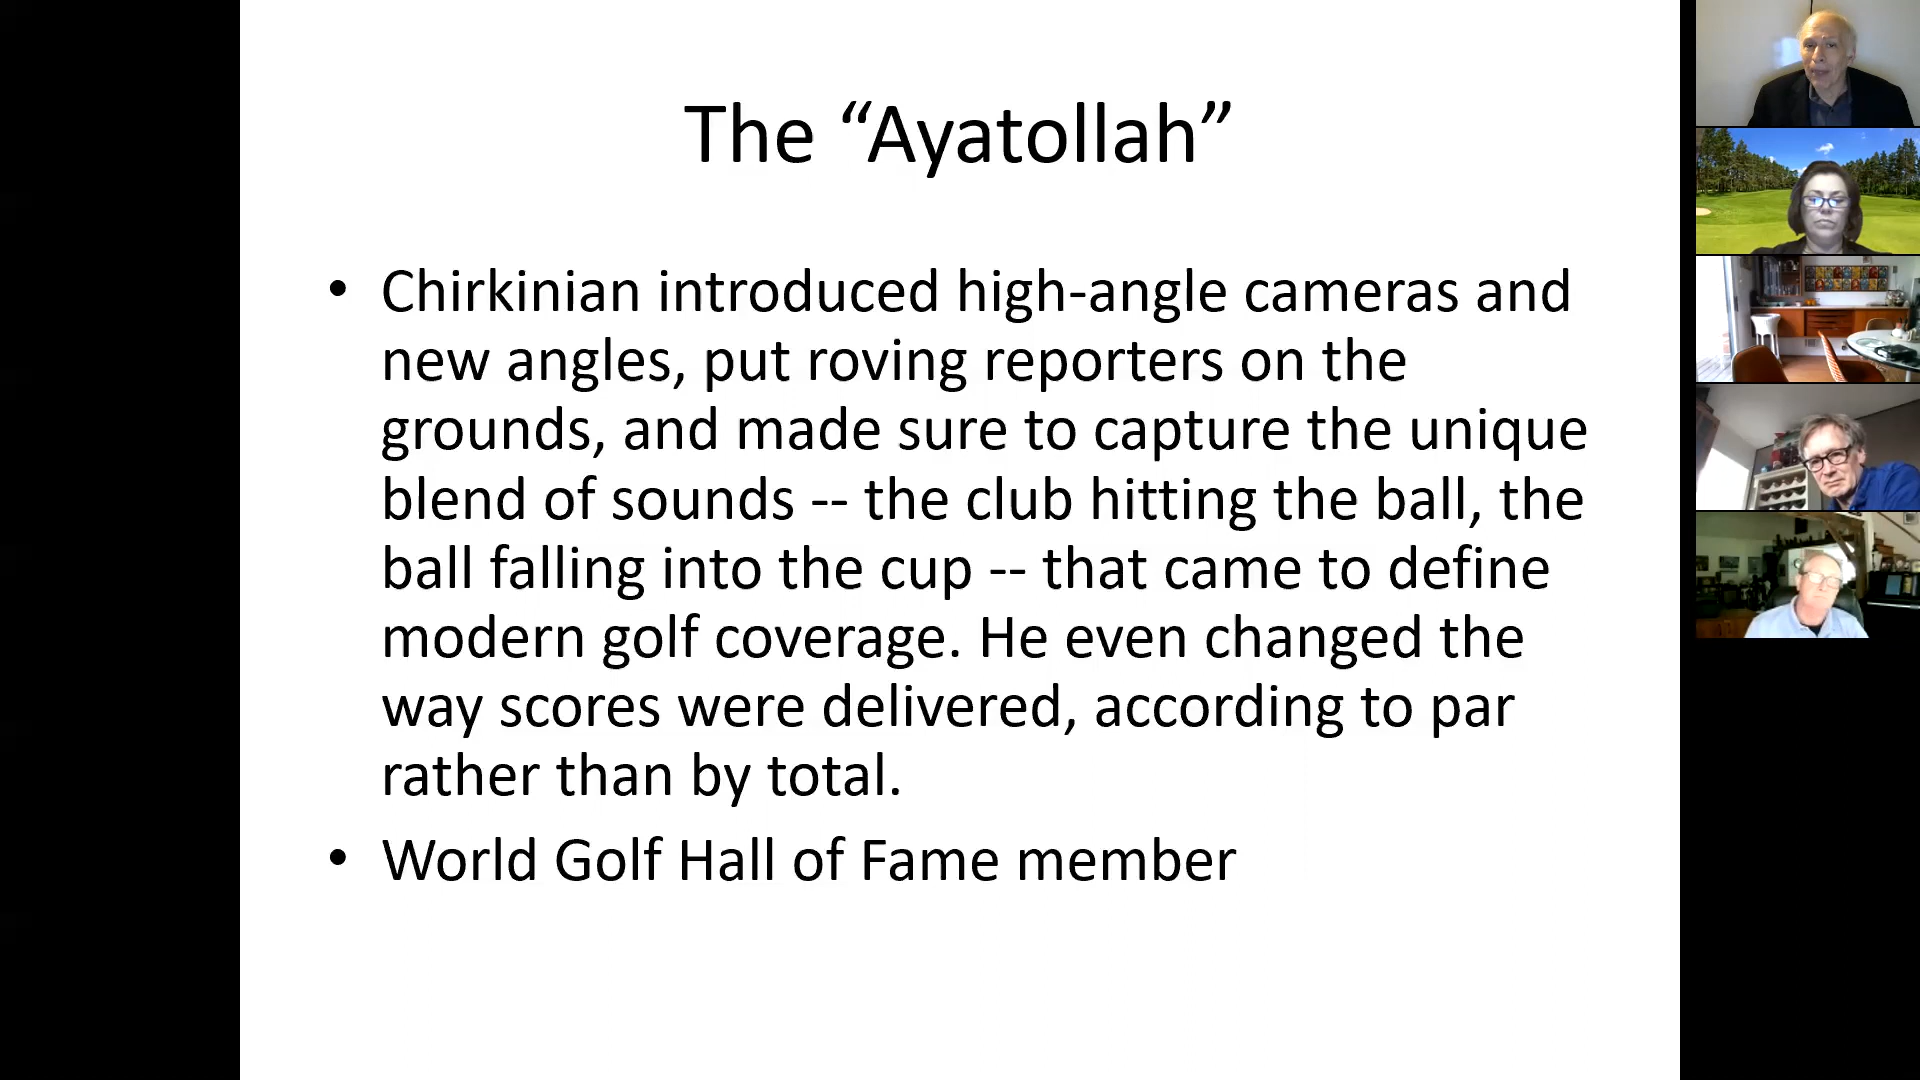 The “Ayatollah”
• Chirkinian introduced high-angle cameras and
new angles, put roving reporters on the
grounds, and made sure to capture the unique
blend of sounds -- the club hitting the ball, the
ball falling into the cup -- that came to define
modern golf coverage. He even changed the
way scores were delivered, according to par
rather than by total.
• World Golf Hall of Fame member